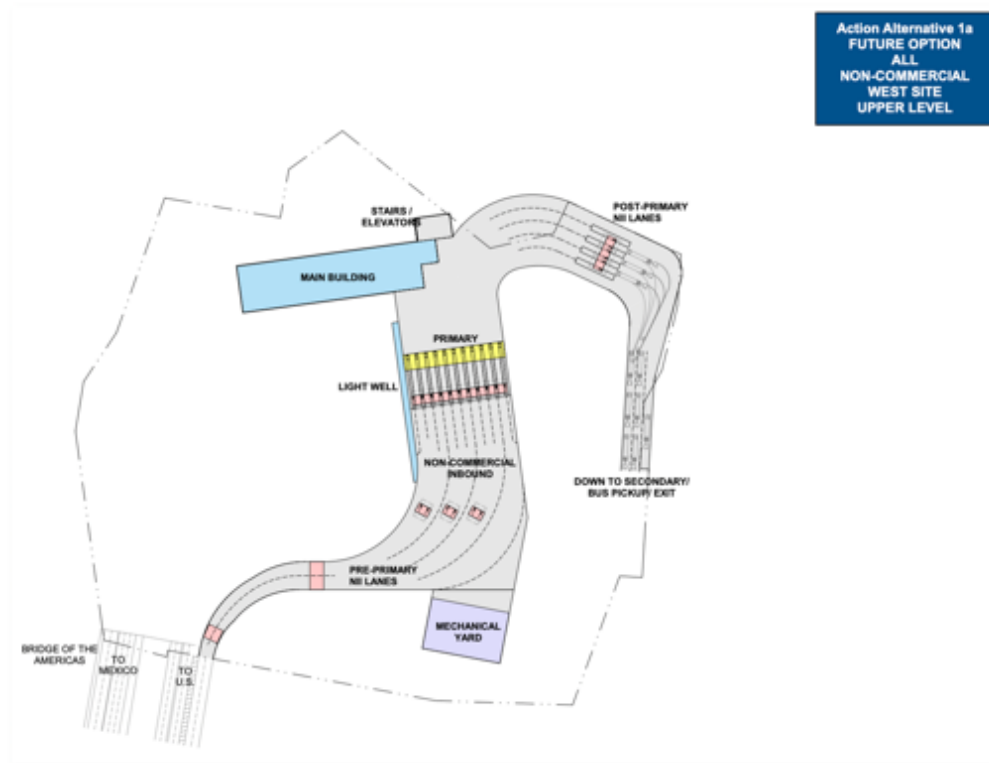 Action Alternative 1a
FUTURE OPTION
ALL
NON-COMMERCIAL
WEST SITE
UPPER LEVEL
STAIRS /
ELEVATORS
POST-PRIMARY
NII LANES
MAIN BUILDING
PRIMARY
LIGHT WELL
NON-COMMERCIAL
INBOUND
DOWN TO SECONDARY/
BUS PICKUP/ EXIT
PRE-PRIMARY
NII LANES
MECHANICAL
YARD
BRIDGE OF THE
AMERICAS
TO
MEXICO
TO
U.S.